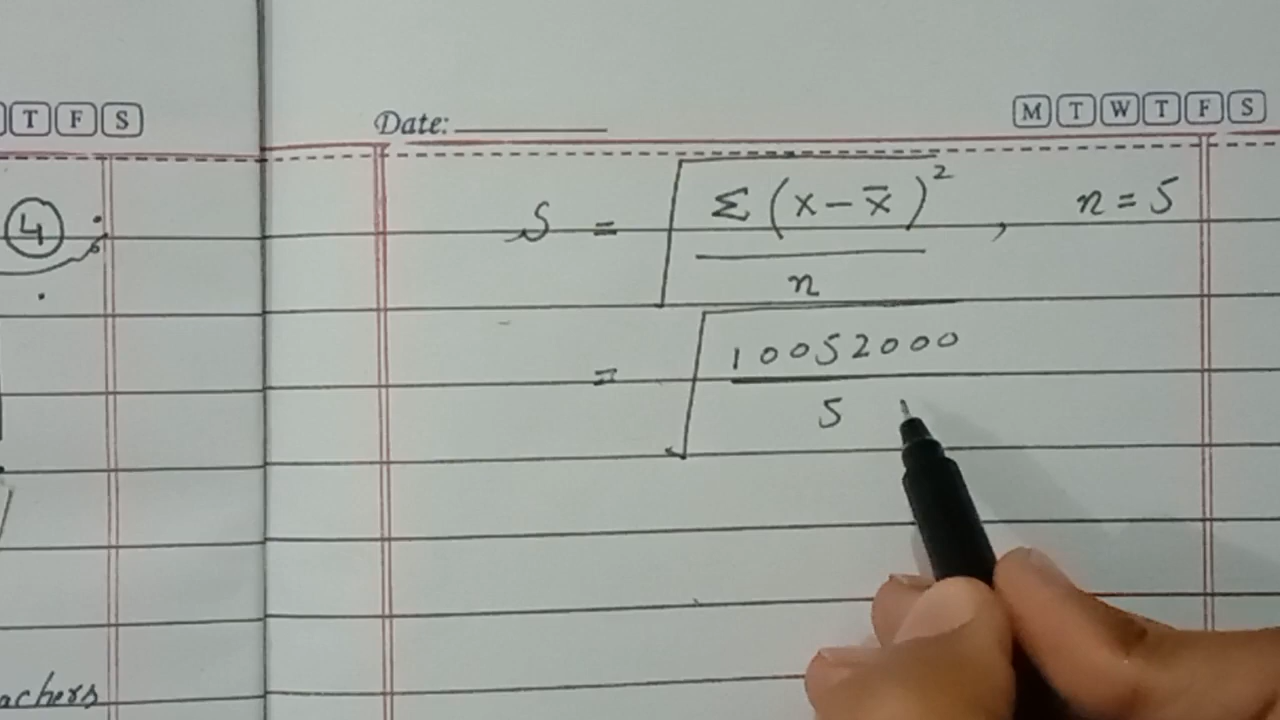 T F S
Date:
M T W T F S
4
S = √(Σ(x-x̄)²/n), n = 5
= √(10052000/5)
achers